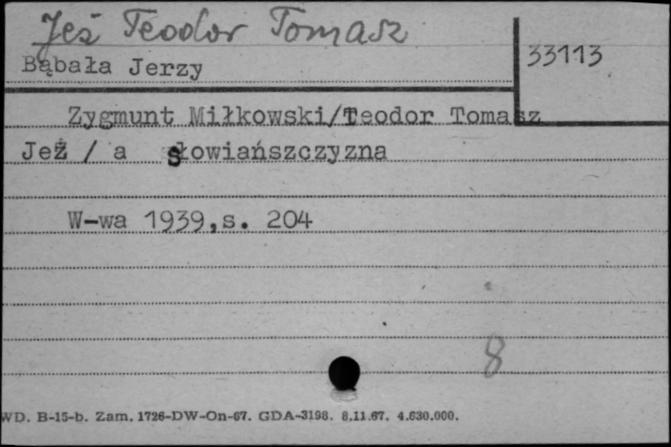 Jeż Teodor Tomasz
33113
Bąbała Jerzy
Zygmunt Miłkowski/Teodor Tomasz
Jeż / a słowiańszczyzna
W-wa 1939,s. 204
8
WD. B-15-b. Zam. 1726-DW-On-67. GDA-3198. 8.11.67. 4.630.000.